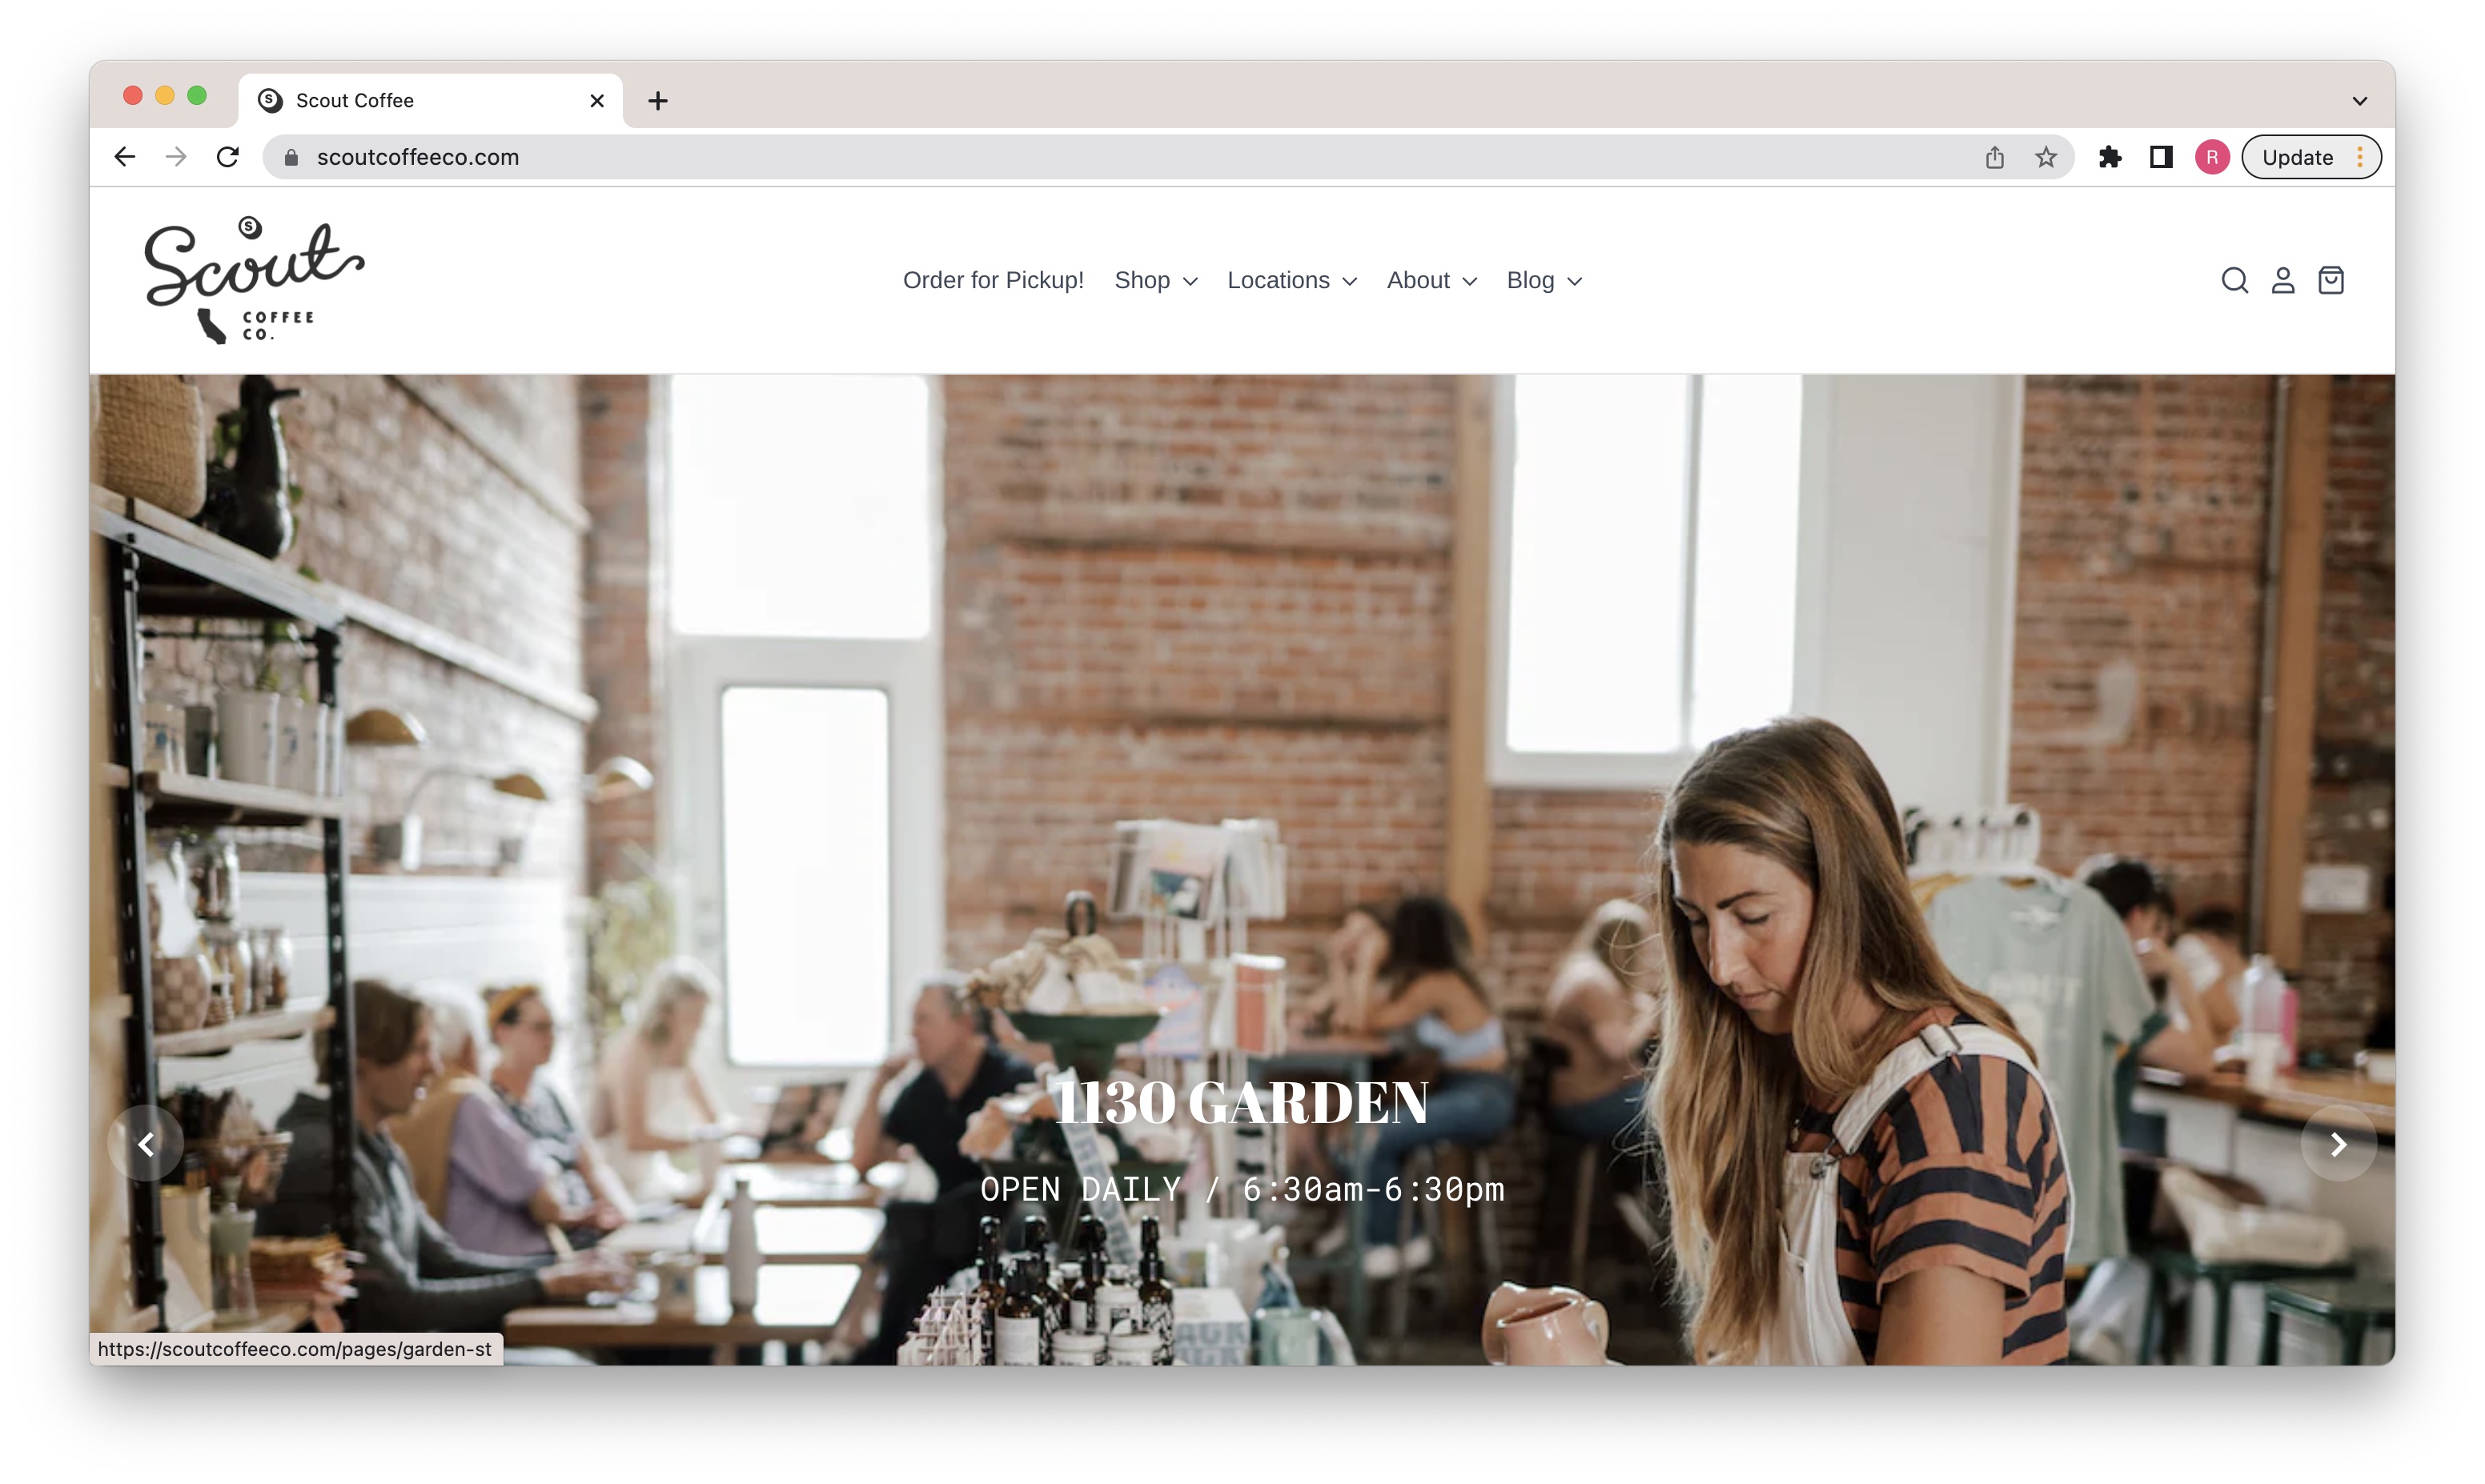 Scout Coffee
scoutcoffeeco.com
R
Update
S
Scout
COFFEE
CO.
Order for Pickup! Shop Locations About Blog
1130 GARDEN
OPEN DAILY / 6:30am-6:30pm
https://scoutcoffeeco.com/pages/garden-st